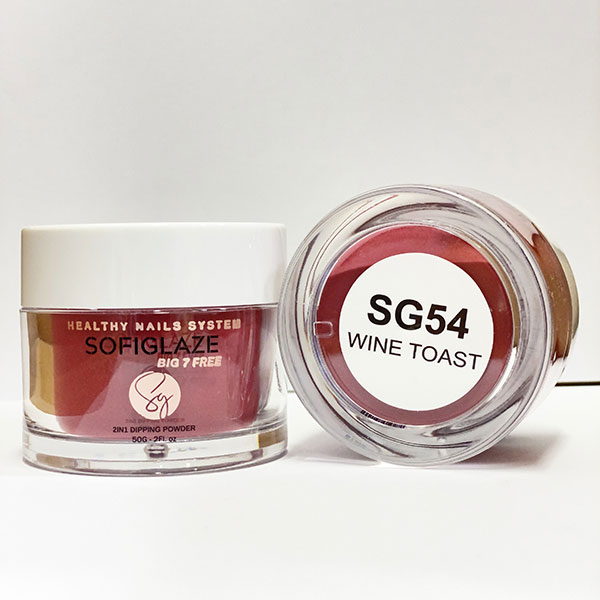 HEALTHY NAILS SYSTEM
SOFIGLAZE
BIG 7 FREE
Sg
2IN1 DIPPING POWDER
50G - 2FL. oz
SG54
WINE TOAST